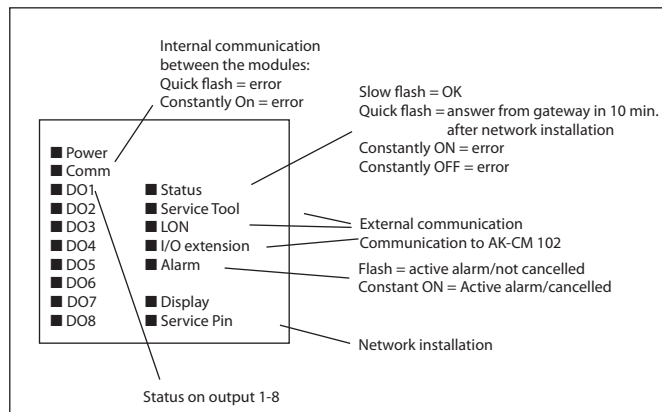 Internal communication
between the modules:
Quick flash = error
Constantly On = error
Slow flash = OK
Quick flash = answer from gateway in 10 min.
after network installation
Constantly ON = error
Constantly OFF = error
Power
Comm
DO1
DO2
DO3
DO4
DO5
DO6
DO7
DO8
Status
Service Tool
LON
I/O extension
Alarm
Display
Service Pin
External communication
Communication to AK-CM 102
Flash = active alarm/not cancelled
Constant ON = Active alarm/cancelled
Network installation
Status on output 1-8